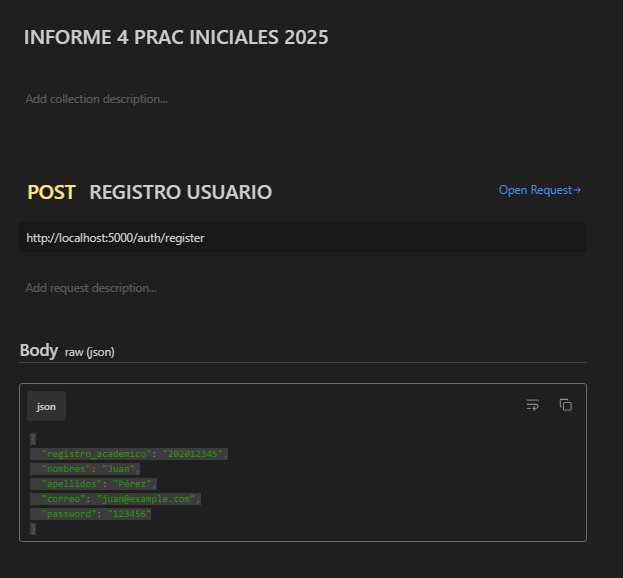 INFORME 4 PRAC INICIALES 2025
Add collection description...
POST REGISTRO USUARIO Open Request→
http://localhost:5000/auth/register
Add request description...
Body raw (json)
json
{
"registro_academico": "202012345",
"nombres": "Juan",
"apellidos": "Pérez",
"correo": "juan@example.com",
"password": "123456"
}